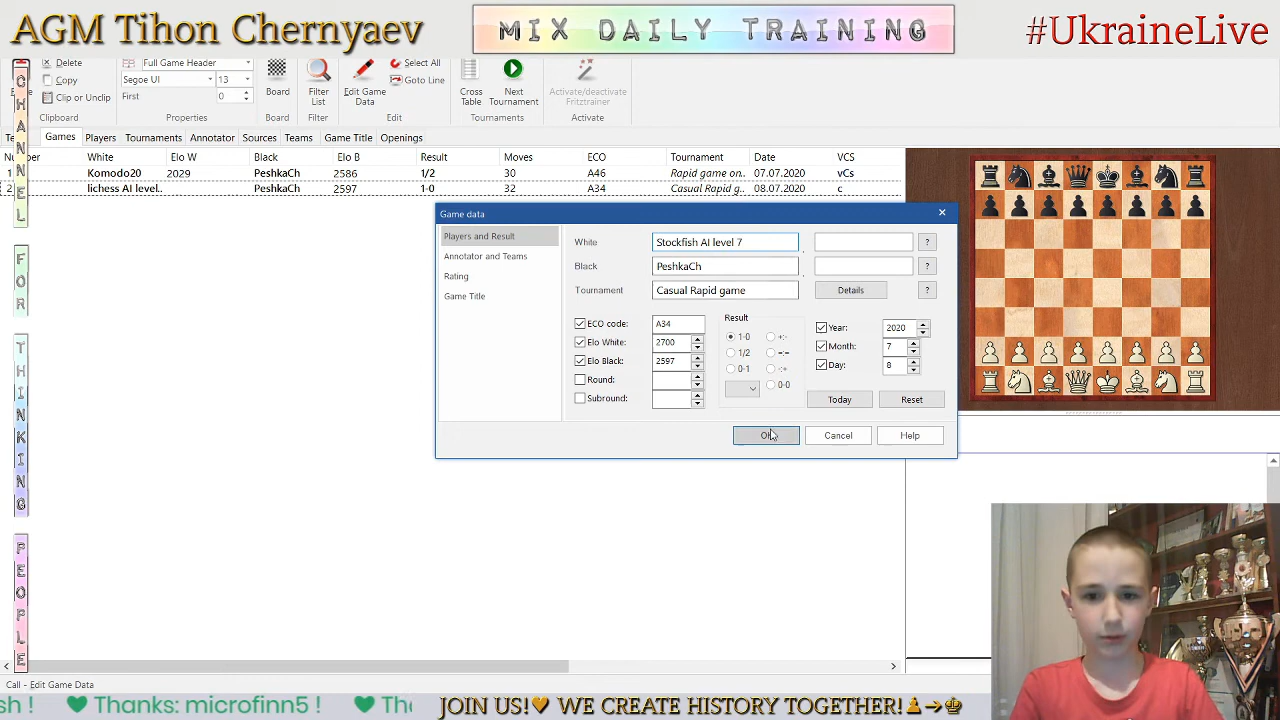 AGM Tihon Chernyaev
MIX DAILY TRAINING
#UkraineLive
Delete
Copy
Clip or Unclip
Clipboard
Full Game Header
Segoe UI 13
First 0
Properties
Board
Board
Filter List
Filter
Edit Game Data
Select All
Goto Line
Edit
Cross Table
Next Tournament
Tournaments
Activate/deactivate Fritztrainer
Activate
Games Players Tournaments Annotator Sources Teams Game Title Openings
White Elo W Black Elo B Result Moves ECO Tournament Date VCS
1 Komodo20 2029 PeshkaCh 2586 1/2 30 A46 Rapid game on.. 07.07.2020 vCs
2 lichess AI level.. PeshkaCh 2597 1-0 32 A34 Casual Rapid g.. 08.07.2020 c
Game data
Players and Result
Annotator and Teams
Rating
Game Title
White Stockfish AI level 7 ?
Black PeshkaCh ?
Tournament Casual Rapid game Details ?
ECO code: A34
Elo White: 2700
Elo Black: 2597
Round:
Subround:
Result
1-0 +:-
1/2 =:=
0-1 -:+
0-0
Year: 2020
Month: 7
Day: 8
Today Reset
Cancel Help
CHANNEL
FOR
THINKING
PEOPLE
Call - Edit Game Data
sh ! 💚 Thanks: microfinn5 ! 💚 Tha
JOIN US!♥ WE CREATE HISTORY TOGETHER!♟→♚